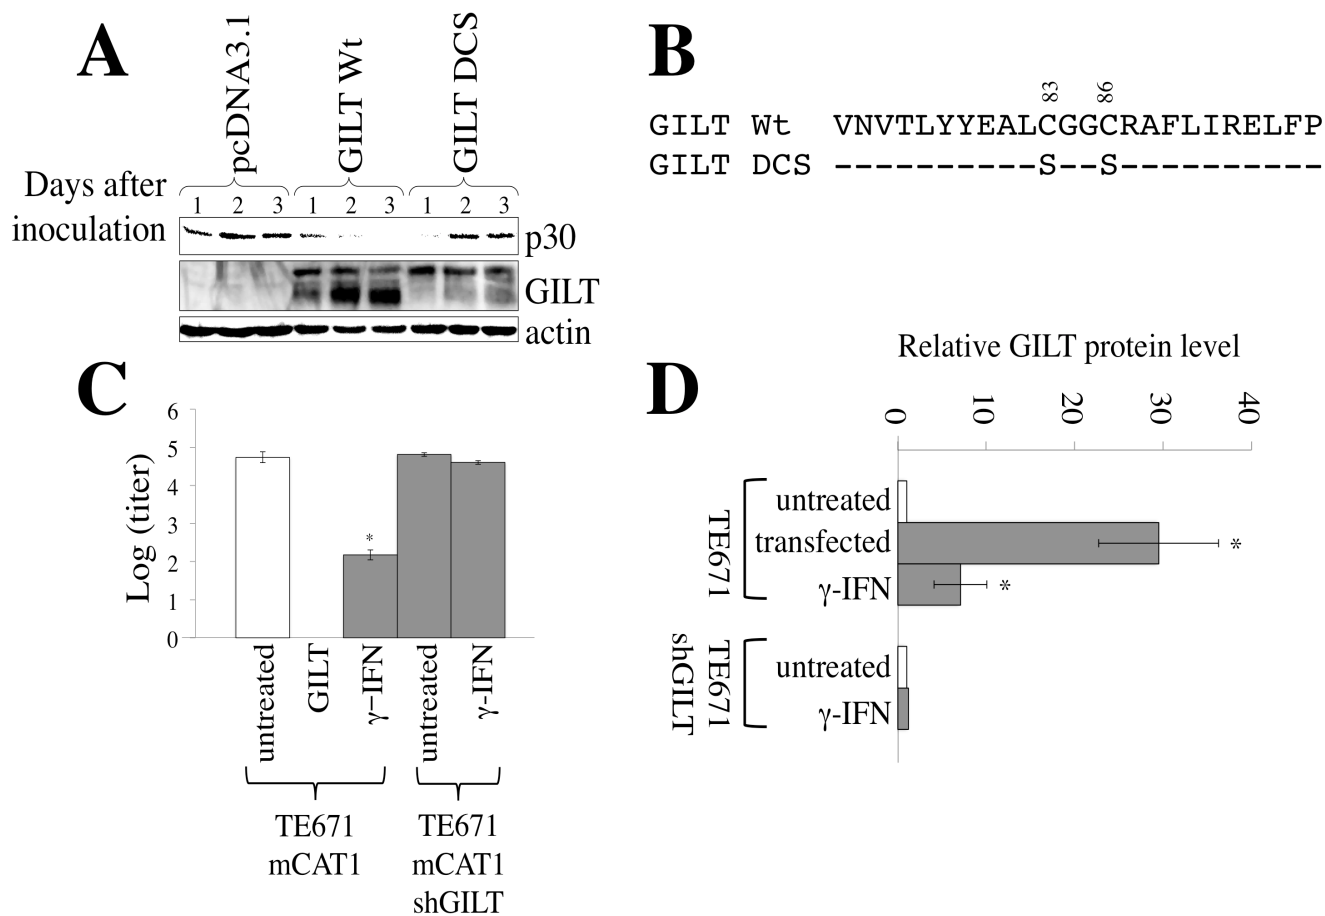 A
pcDNA3.1
GILT Wt
GILT DCS
Days after
inoculation
1 2 3 1 2 3 1 2 3
p30
GILT
actin
B
83 86
GILT Wt VNVTLYYEALCGGCRAFLIRELFP
GILT DCS ----------S--S----------
C
Log (titer)
6
5
4
3
2
1
0
*
untreated
GILT
γ-IFN
untreated
γ-IFN
TE671
mCAT1
TE671
mCAT1
shGILT
D
Relative GILT protein level
0 10 20 30 40
TE671
untreated
transfected *
γ-IFN *
TE671
shGILT
untreated
γ-IFN